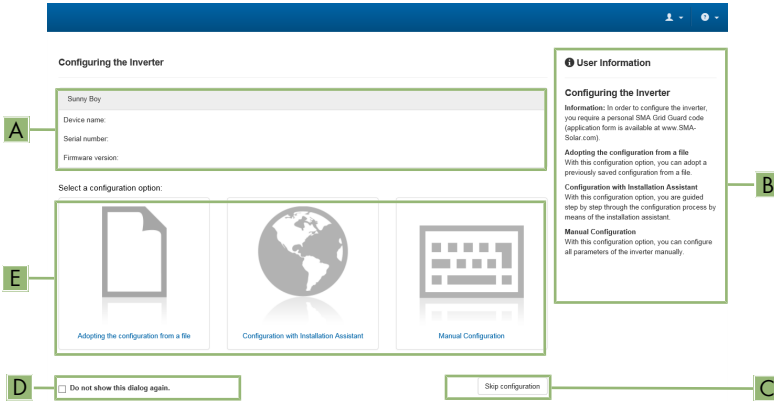 Configuring the Inverter
Sunny Boy
Device name:
Serial number:
Firmware version:
A
Select a configuration option:
E
Adopting the configuration from a file
Configuration with Installation Assistant
Manual Configuration
D
Do not show this dialog again.
Skip configuration
C
User Information
Configuring the Inverter
Information: In order to configure the inverter,
you require a personal SMA Grid Guard code
(application form is available at www.SMA-
Solar.com).
Adopting the configuration from a file
With this configuration option, you can adopt a
previously saved configuration from a file.
Configuration with Installation Assistant
With this configuration option, you are guided
step by step through the configuration process by
means of the installation assistant.
Manual Configuration
With this configuration option, you can configure
all parameters of the inverter manually.
B